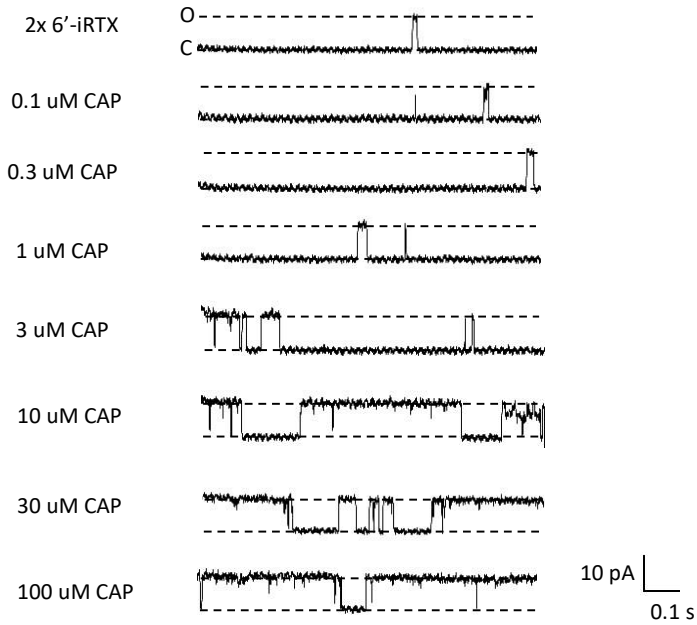 O
2x 6’-iRTX
C
0.1 uM CAP
0.3 uM CAP
1 uM CAP
3 uM CAP
10 uM CAP
30 uM CAP
100 uM CAP
10 pA
0.1 s